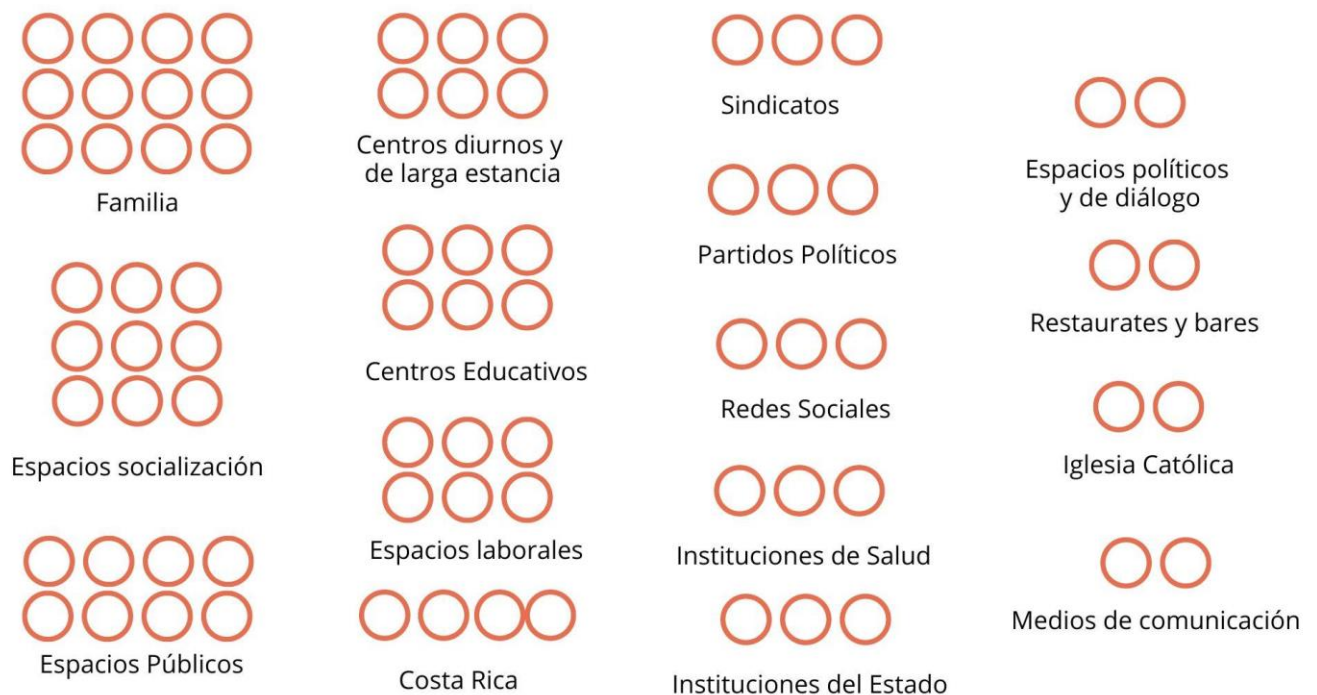 Familia
Espacios socialización
Espacios Públicos
Centros diurnos y
de larga estancia
Centros Educativos
Espacios laborales
Costa Rica
Sindicatos
Partidos Políticos
Redes Sociales
Instituciones de Salud
Instituciones del Estado
Espacios políticos
y de diálogo
Restaurates y bares
Iglesia Católica
Medios de comunicación